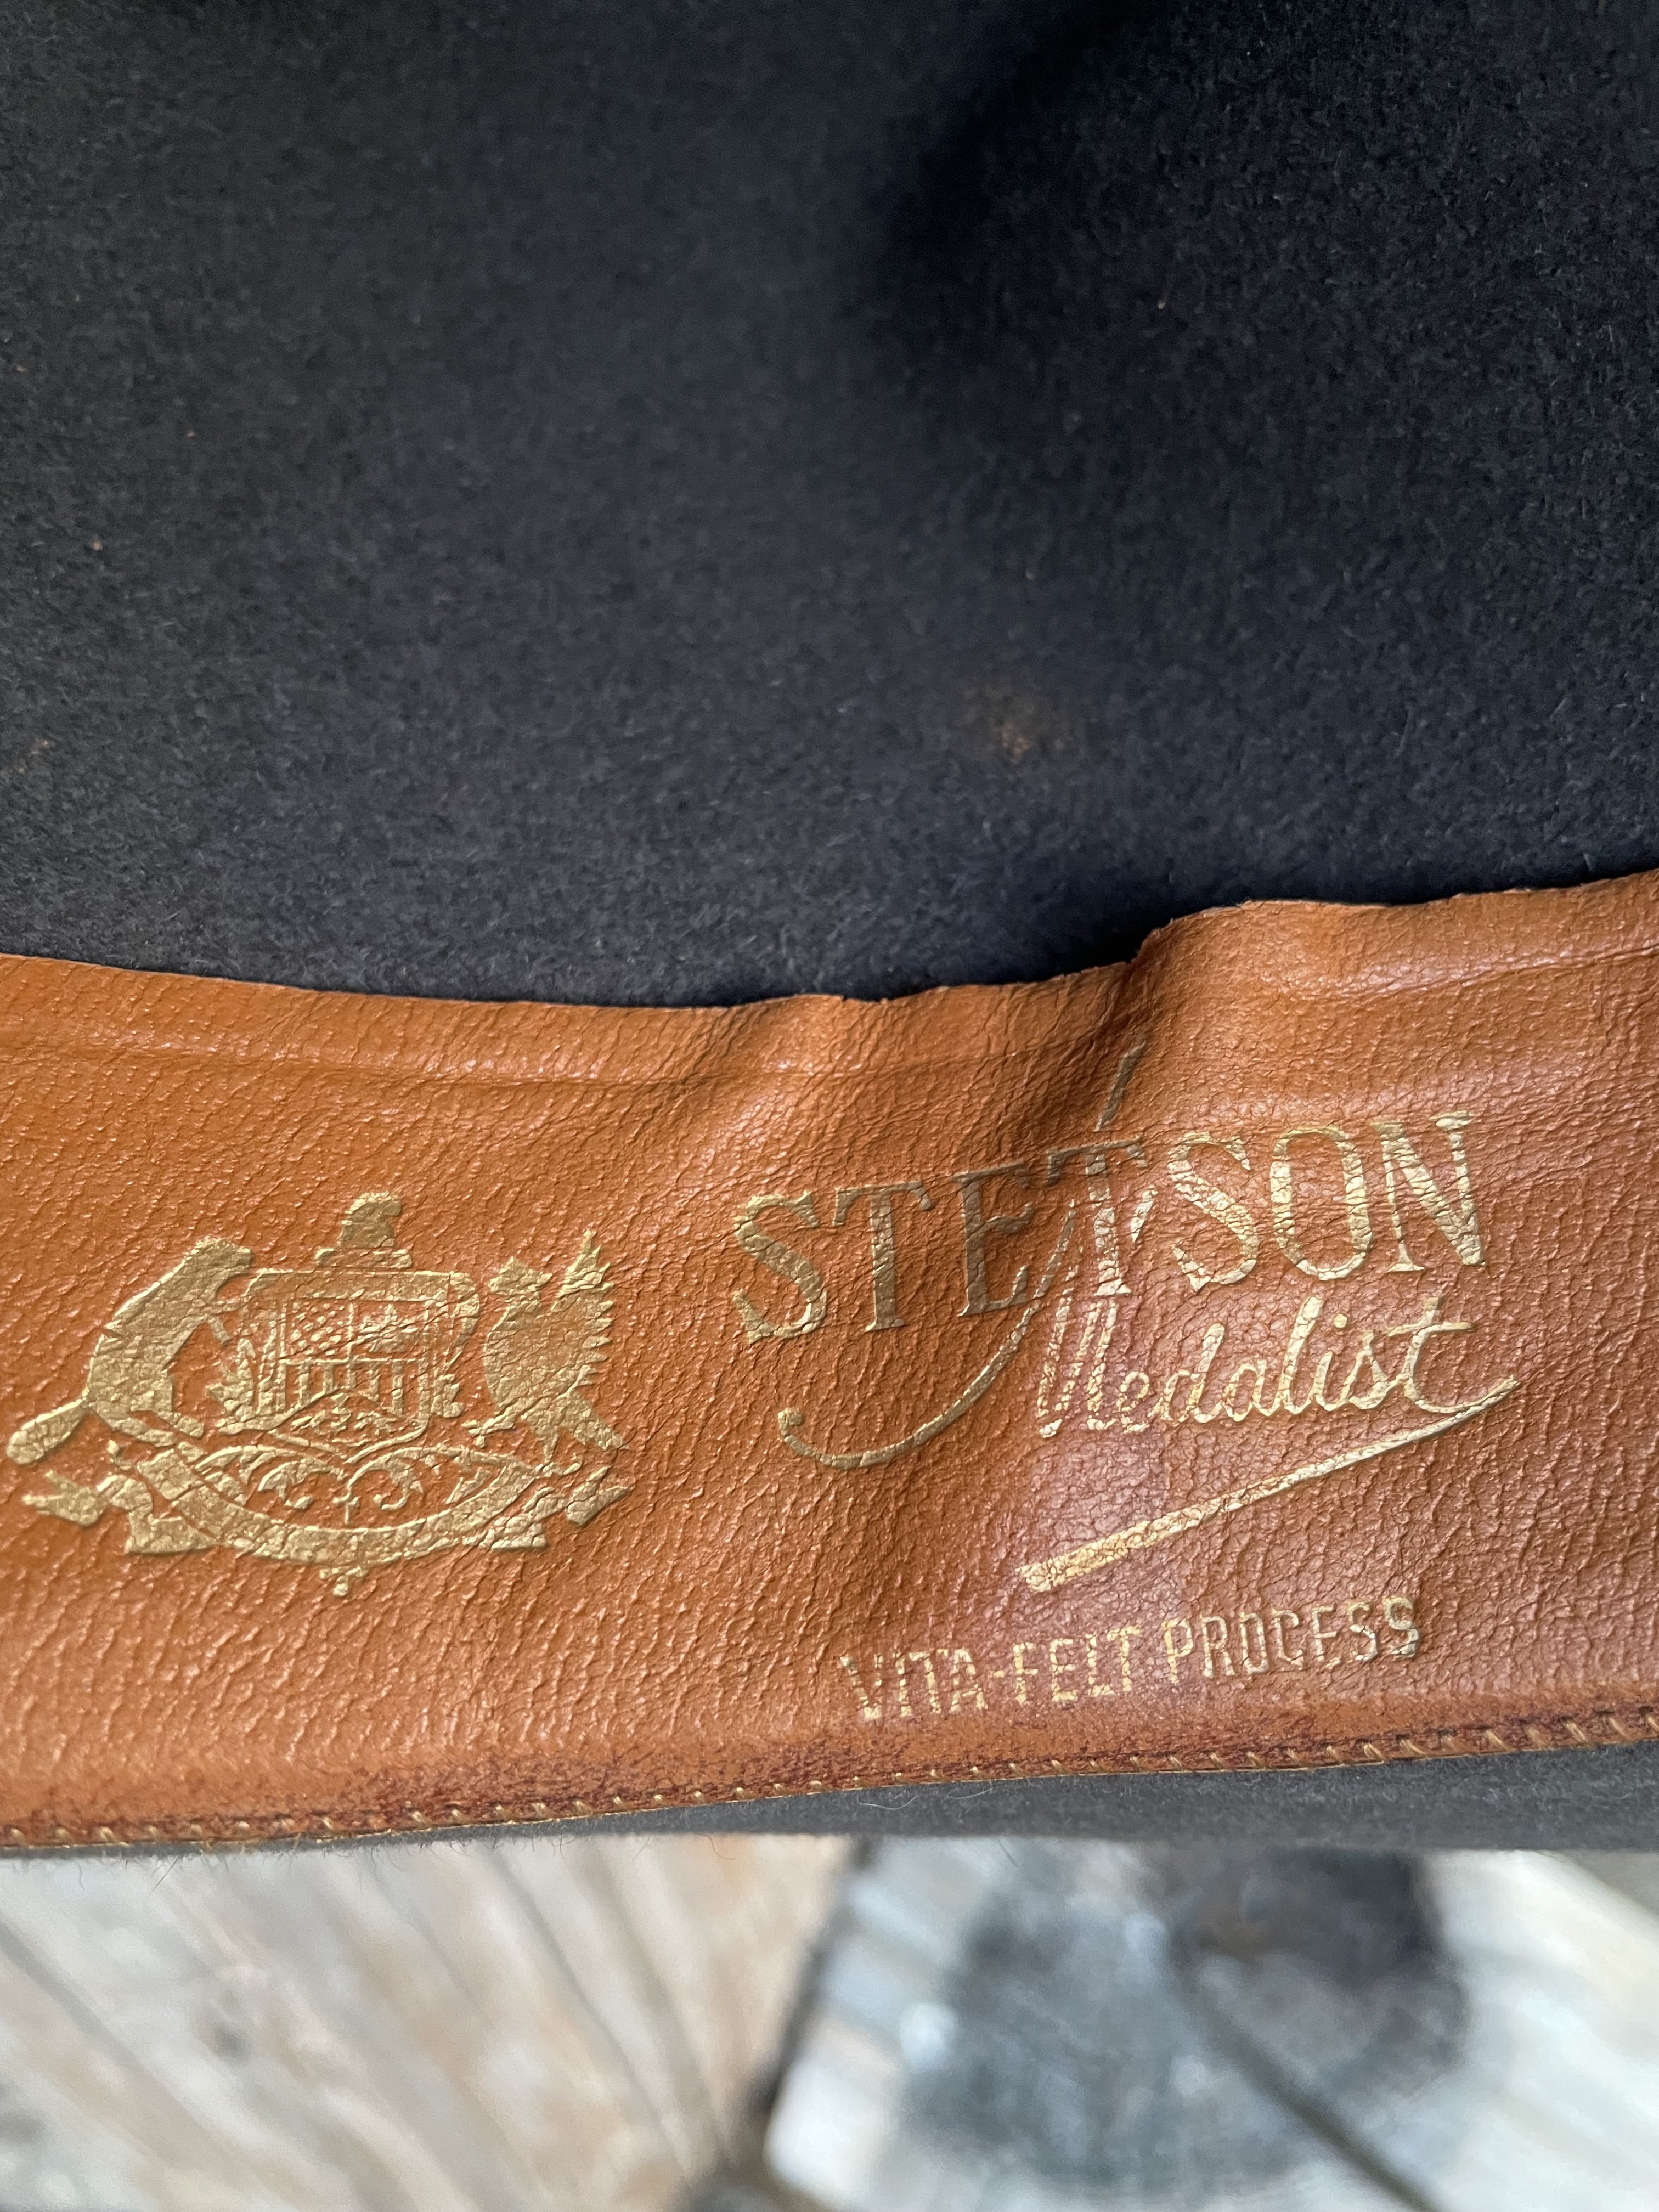 STETSON
Medalist
VITA-FELT PROCESS